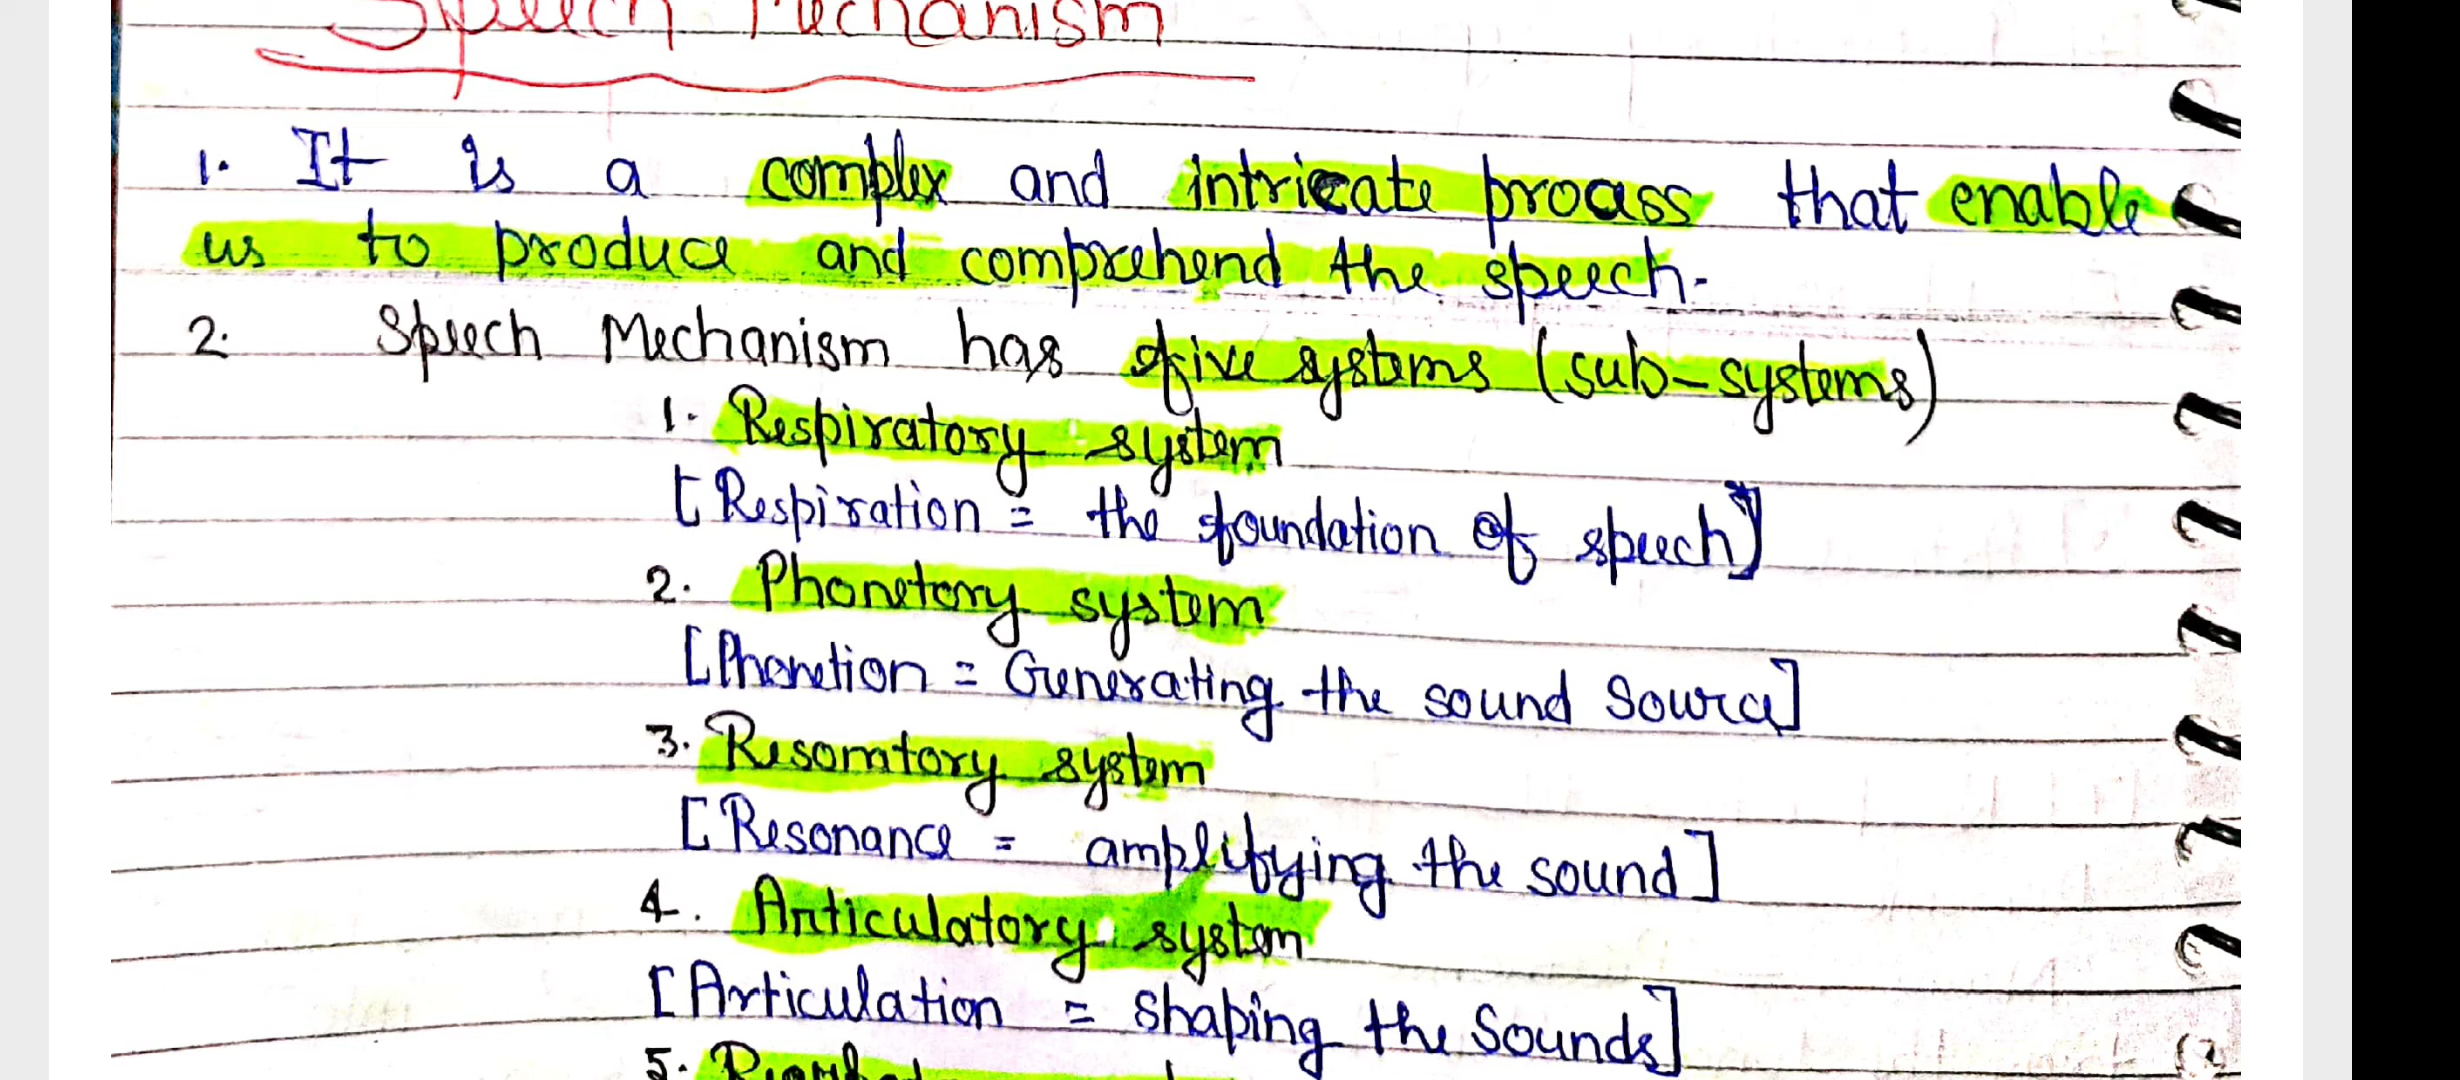 Speech Mechanism
1. It is a complex and intricate process that enable
us to produce and comprehend the speech.
2. Speech Mechanism has five systems (sub-systems)
1. Respiratory system
[Respiration = the foundation of speech]
2. Phonetory system
[Phonetion = Generating the sound source]
3. Resonatory system
[Resonance = amplifying the sound]
4. Articulatory system
[Articulation = shaping the sounds]
5.